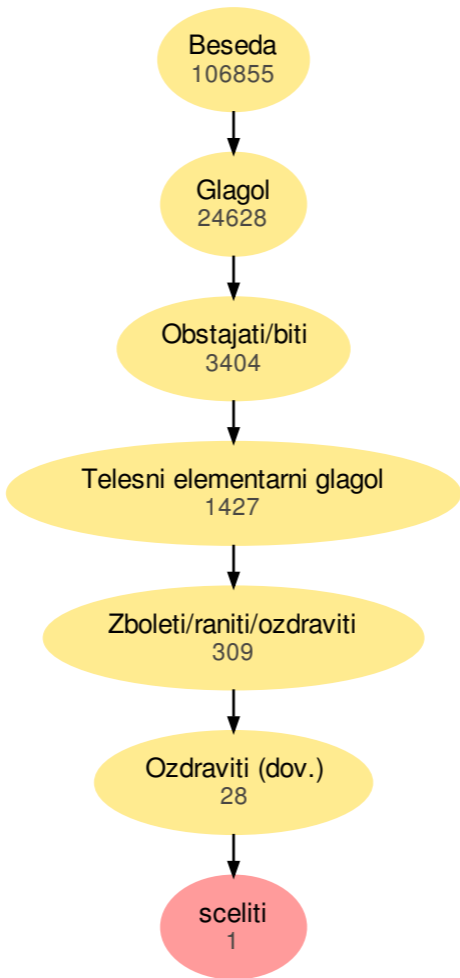 Beseda
106855
Glagol
24628
Obstajati/biti
3404
Telesni elementarni glagol
1427
Zboleti/raniti/ozdraviti
309
Ozdraviti (dov.)
28
sceliti
1